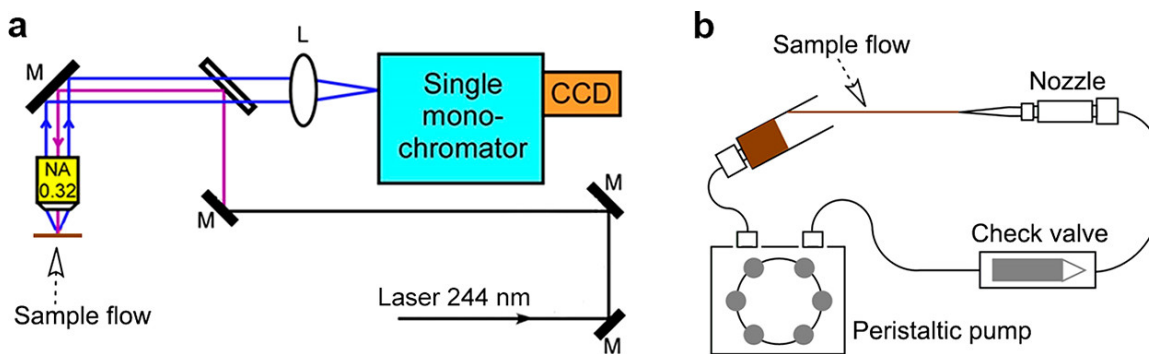 a
M
L
Single
mono-
chromator
CCD
NA
0.32
M
M
Sample flow
Laser 244 nm
M
b
Sample flow
Nozzle
Check valve
Peristaltic pump